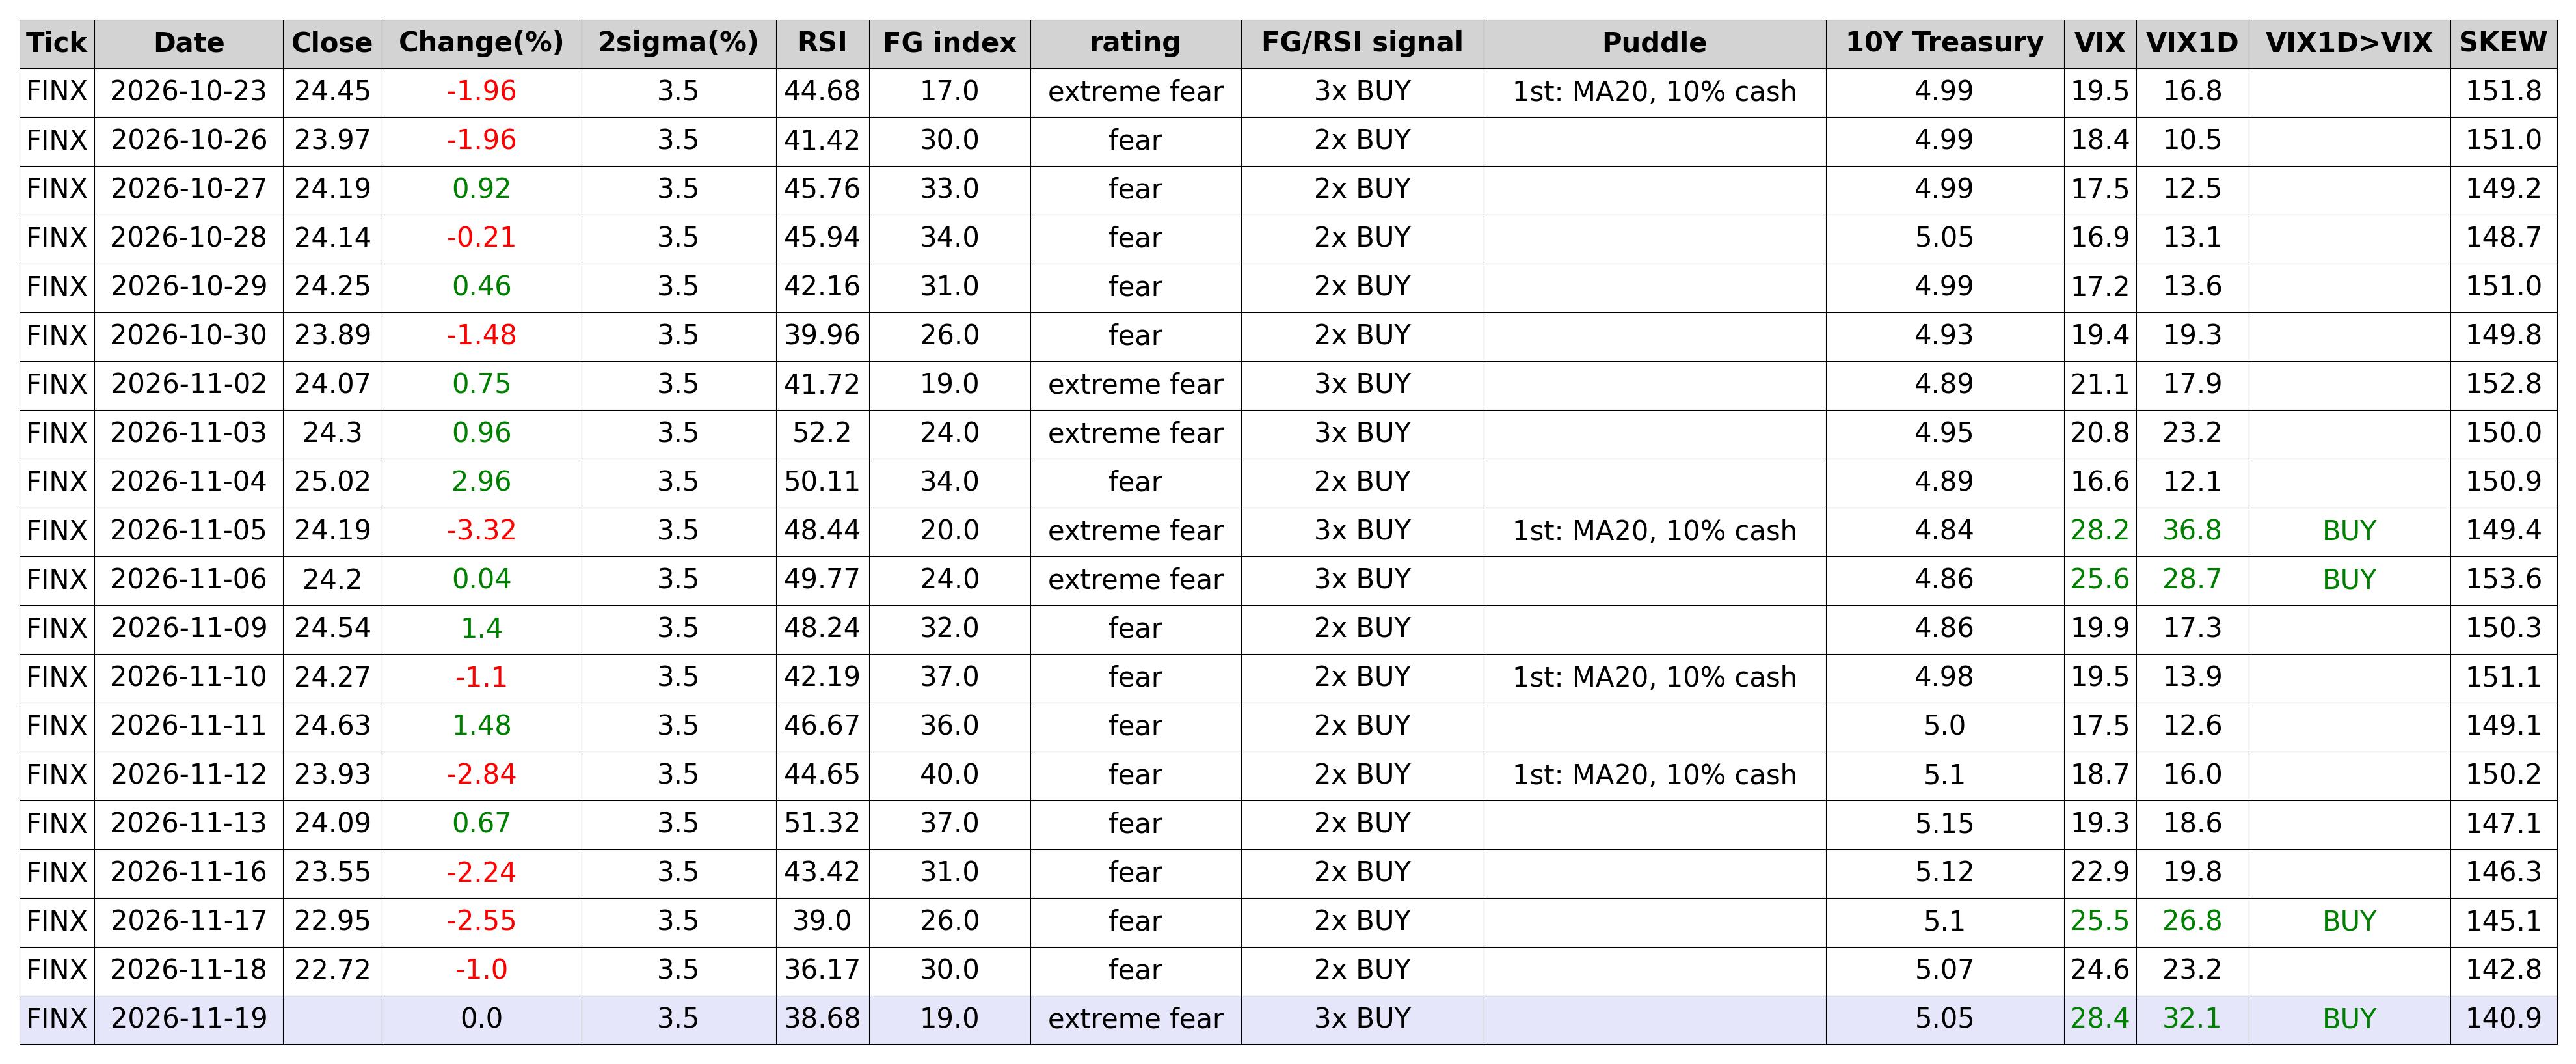 Tick Date Close Change(%) 2sigma(%) RSI FG index rating FG/RSI signal Puddle 10Y Treasury VIX VIX1D VIX1D>VIX SKEW
FINX 2026-10-23 24.45 -1.96 3.5 44.68 17.0 extreme fear 3x BUY 1st: MA20, 10% cash 4.99 19.5 16.8 151.8
FINX 2026-10-26 23.97 -1.96 3.5 41.42 30.0 fear 2x BUY 4.99 18.4 10.5 151.0
FINX 2026-10-27 24.19 0.92 3.5 45.76 33.0 fear 2x BUY 4.99 17.5 12.5 149.2
FINX 2026-10-28 24.14 -0.21 3.5 45.94 34.0 fear 2x BUY 5.05 16.9 13.1 148.7
FINX 2026-10-29 24.25 0.46 3.5 42.16 31.0 fear 2x BUY 4.99 17.2 13.6 151.0
FINX 2026-10-30 23.89 -1.48 3.5 39.96 26.0 fear 2x BUY 4.93 19.4 19.3 149.8
FINX 2026-11-02 24.07 0.75 3.5 41.72 19.0 extreme fear 3x BUY 4.89 21.1 17.9 152.8
FINX 2026-11-03 24.3 0.96 3.5 52.2 24.0 extreme fear 3x BUY 4.95 20.8 23.2 150.0
FINX 2026-11-04 25.02 2.96 3.5 50.11 34.0 fear 2x BUY 4.89 16.6 12.1 150.9
FINX 2026-11-05 24.19 -3.32 3.5 48.44 20.0 extreme fear 3x BUY 1st: MA20, 10% cash 4.84 28.2 36.8 BUY 149.4
FINX 2026-11-06 24.2 0.04 3.5 49.77 24.0 extreme fear 3x BUY 4.86 25.6 28.7 BUY 153.6
FINX 2026-11-09 24.54 1.4 3.5 48.24 32.0 fear 2x BUY 4.86 19.9 17.3 150.3
FINX 2026-11-10 24.27 -1.1 3.5 42.19 37.0 fear 2x BUY 1st: MA20, 10% cash 4.98 19.5 13.9 151.1
FINX 2026-11-11 24.63 1.48 3.5 46.67 36.0 fear 2x BUY 5.0 17.5 12.6 149.1
FINX 2026-11-12 23.93 -2.84 3.5 44.65 40.0 fear 2x BUY 1st: MA20, 10% cash 5.1 18.7 16.0 150.2
FINX 2026-11-13 24.09 0.67 3.5 51.32 37.0 fear 2x BUY 5.15 19.3 18.6 147.1
FINX 2026-11-16 23.55 -2.24 3.5 43.42 31.0 fear 2x BUY 5.12 22.9 19.8 146.3
FINX 2026-11-17 22.95 -2.55 3.5 39.0 26.0 fear 2x BUY 5.1 25.5 26.8 BUY 145.1
FINX 2026-11-18 22.72 -1.0 3.5 36.17 30.0 fear 2x BUY 5.07 24.6 23.2 142.8
FINX 2026-11-19 0.0 3.5 38.68 19.0 extreme fear 3x BUY 5.05 28.4 32.1 BUY 140.9